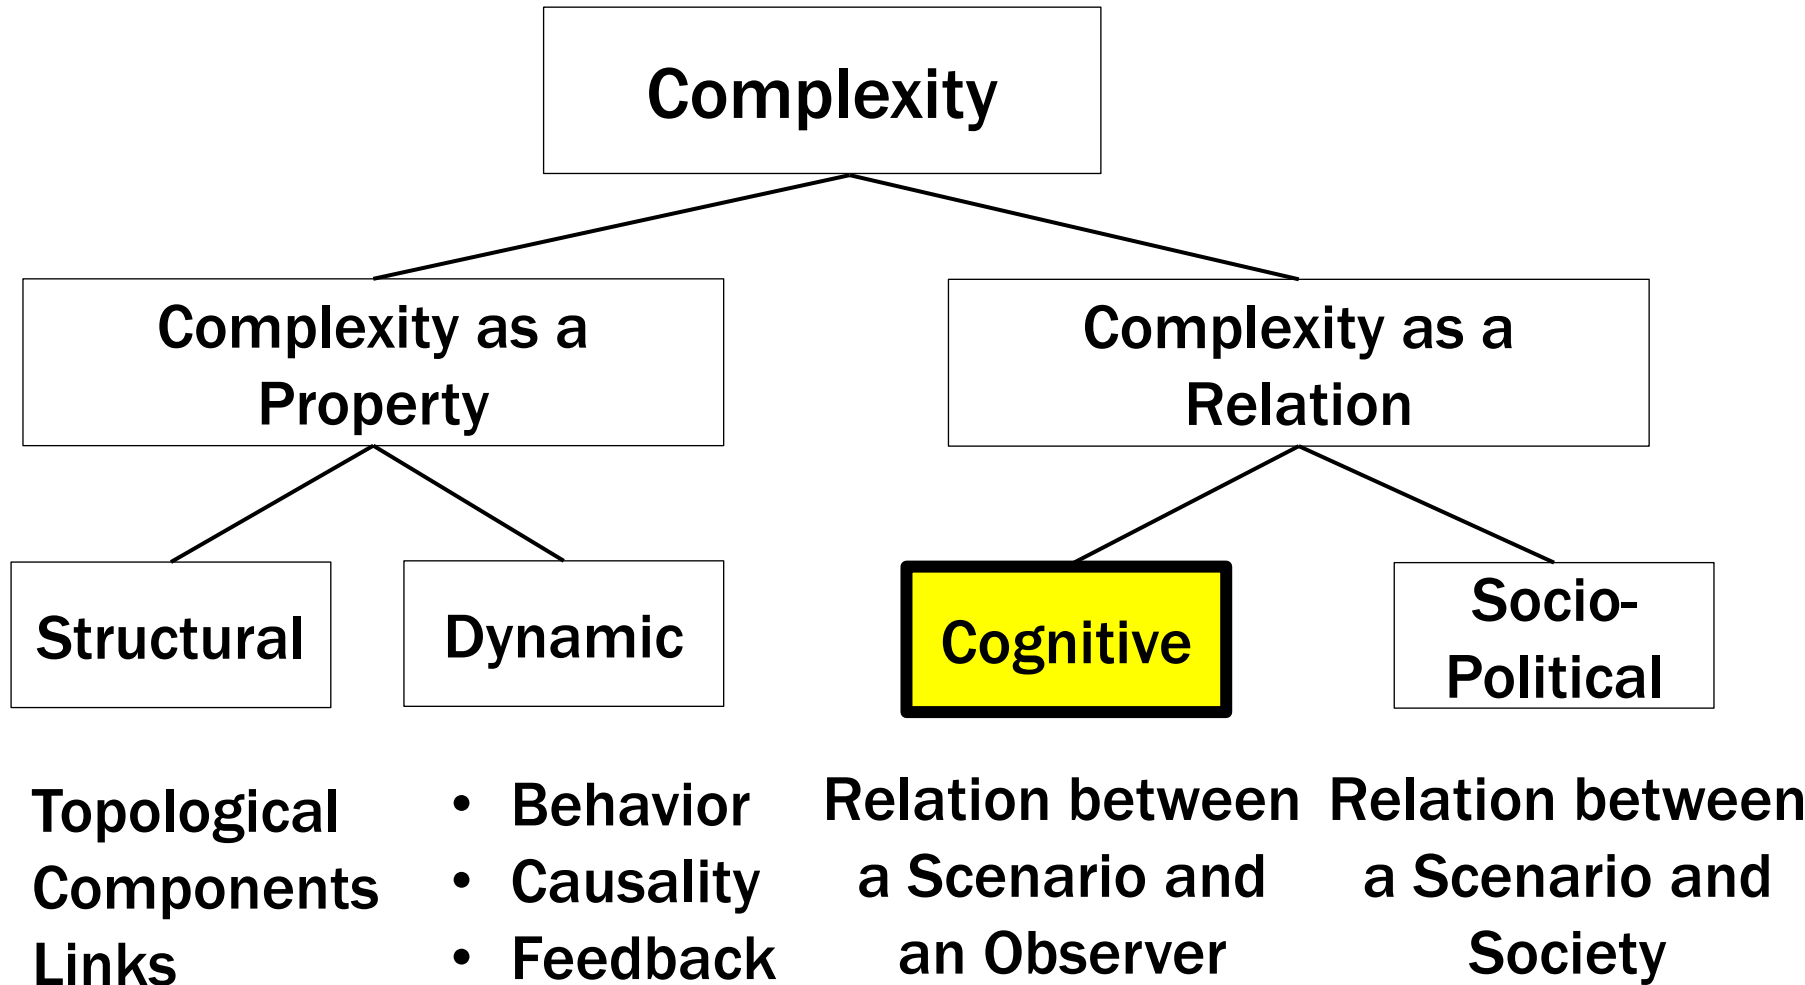 Complexity
Complexity as a
Property
Complexity as a
Relation
Structural
Dynamic
Cognitive
Socio-
Political
Topological
Components
Links
• Behavior
• Causality
• Feedback
Relation between
a Scenario and
an Observer
Relation between
a Scenario and
Society